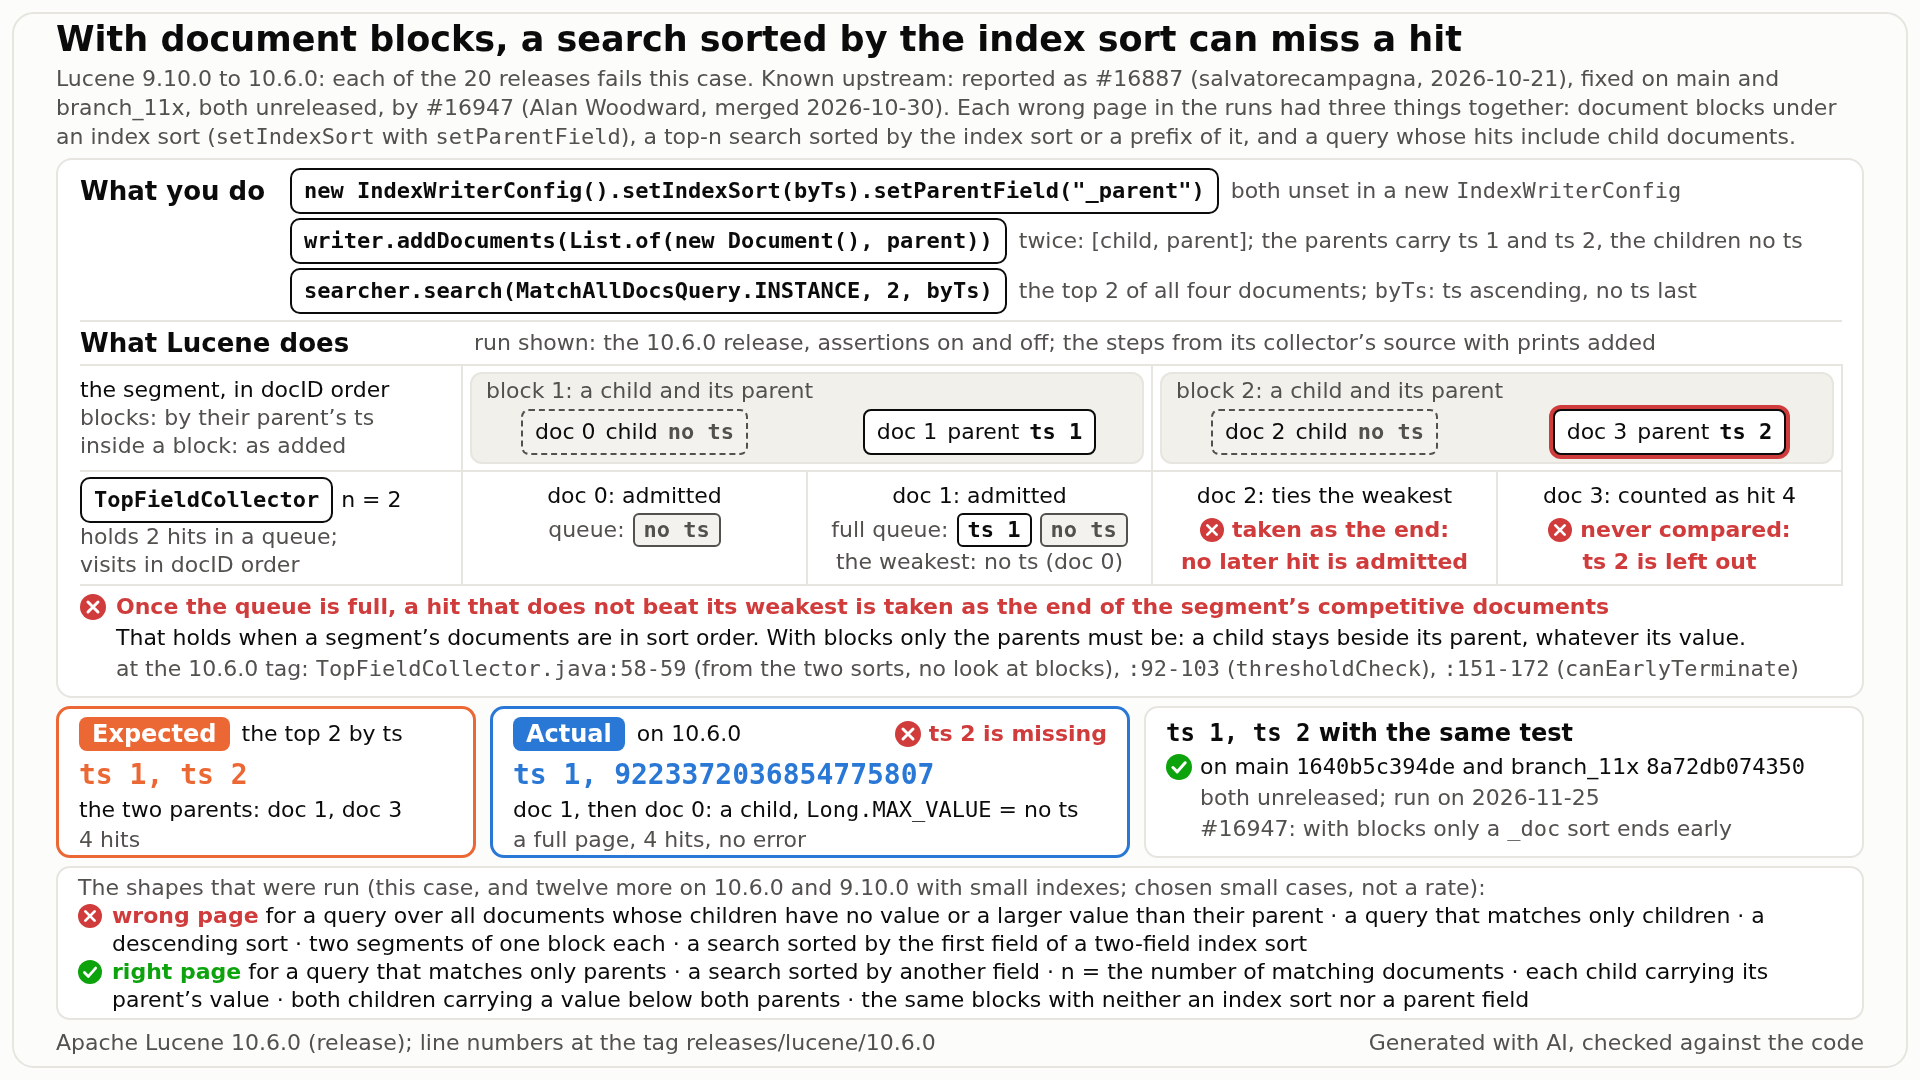 With document blocks, a search sorted by the index sort can miss a hit
Lucene 9.10.0 to 10.6.0: each of the 20 releases fails this case. Known upstream: reported as #16887 (salvatorecampagna, 2026-10-21), fixed on main and
branch_11x, both unreleased, by #16947 (Alan Woodward, merged 2026-10-30). Each wrong page in the runs had three things together: document blocks under
an index sort (setIndexSort with setParentField), a top-n search sorted by the index sort or a prefix of it, and a query whose hits include child documents.
What you do
new IndexWriterConfig().setIndexSort(byTs).setParentField("_parent") both unset in a new IndexWriterConfig
writer.addDocuments(List.of(new Document(), parent)) twice: [child, parent]; the parents carry ts 1 and ts 2, the children no ts
searcher.search(MatchAllDocsQuery.INSTANCE, 2, byTs) the top 2 of all four documents; byTs: ts ascending, no ts last
What Lucene does
run shown: the 10.6.0 release, assertions on and off; the steps from its collector’s source with prints added
the segment, in docID order
blocks: by their parent’s ts
inside a block: as added
block 1: a child and its parent
doc 0 child no ts
doc 1 parent ts 1
block 2: a child and its parent
doc 2 child no ts
doc 3 parent ts 2
TopFieldCollector n = 2
holds 2 hits in a queue;
visits in docID order
doc 0: admitted
queue: no ts
doc 1: admitted
full queue: ts 1 no ts
the weakest: no ts (doc 0)
doc 2: ties the weakest
taken as the end:
no later hit is admitted
doc 3: counted as hit 4
never compared:
ts 2 is left out
Once the queue is full, a hit that does not beat its weakest is taken as the end of the segment’s competitive documents
That holds when a segment’s documents are in sort order. With blocks only the parents must be: a child stays beside its parent, whatever its value.
at the 10.6.0 tag: TopFieldCollector.java:58-59 (from the two sorts, no look at blocks), :92-103 (thresholdCheck), :151-172 (canEarlyTerminate)
Expected the top 2 by ts
ts 1, ts 2
the two parents: doc 1, doc 3
4 hits
Actual on 10.6.0
ts 2 is missing
ts 1, 9223372036854775807
doc 1, then doc 0: a child, Long.MAX_VALUE = no ts
a full page, 4 hits, no error
ts 1, ts 2 with the same test
on main 1640b5c394de and branch_11x 8a72db074350
both unreleased; run on 2026-11-25
#16947: with blocks only a _doc sort ends early
The shapes that were run (this case, and twelve more on 10.6.0 and 9.10.0 with small indexes; chosen small cases, not a rate):
wrong page for a query over all documents whose children have no value or a larger value than their parent · a query that matches only children · a
descending sort · two segments of one block each · a search sorted by the first field of a two-field index sort
right page for a query that matches only parents · a search sorted by another field · n = the number of matching documents · each child carrying its
parent’s value · both children carrying a value below both parents · the same blocks with neither an index sort nor a parent field
Apache Lucene 10.6.0 (release); line numbers at the tag releases/lucene/10.6.0
Generated with AI, checked against the code